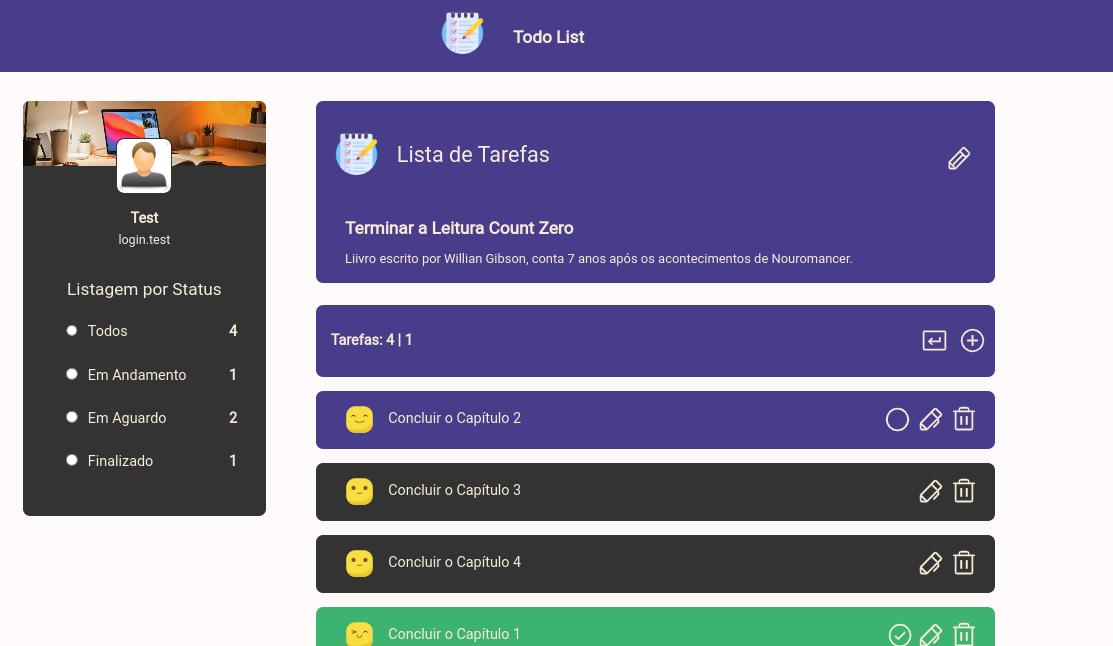 Todo List
Test
login.test
Listagem por Status
Todos 4
Em Andamento 1
Em Aguardo 2
Finalizado 1
Lista de Tarefas
Terminar a Leitura Count Zero
Liivro escrito por Willian Gibson, conta 7 anos após os acontecimentos de Nouromancer.
Tarefas: 4 | 1
Concluir o Capítulo 2
Concluir o Capítulo 3
Concluir o Capítulo 4
Concluir o Capítulo 1